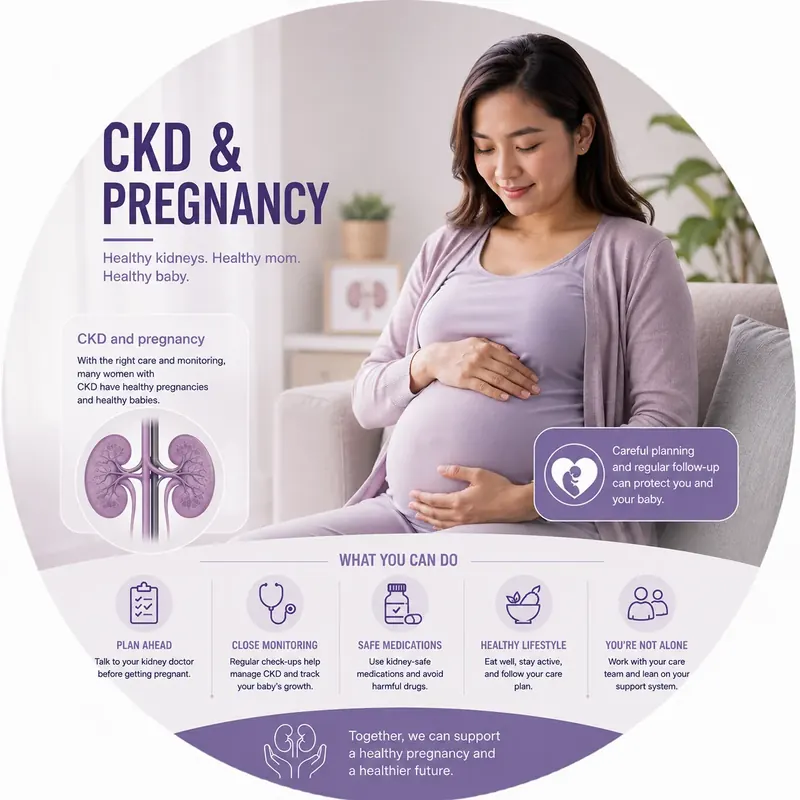 CKD &
PREGNANCY
Healthy kidneys. Healthy mom.
Healthy baby.
CKD and pregnancy
With the right care and monitoring,
many women with
CKD have healthy pregnancies
and healthy babies.
Careful planning
and regular follow-up
can protect you and
your baby.
WHAT YOU CAN DO
PLAN AHEAD
Talk to your kidney doctor
before getting pregnant.
CLOSE MONITORING
Regular check-ups help
manage CKD and track
your baby's growth.
SAFE MEDICATIONS
Use kidney-safe
medications and avoid
harmful drugs.
HEALTHY LIFESTYLE
Eat well, stay active,
and follow your care
plan.
YOU'RE NOT ALONE
Work with your care
team and lean on your
support system.
Together, we can support
a healthy pregnancy and
a healthier future.